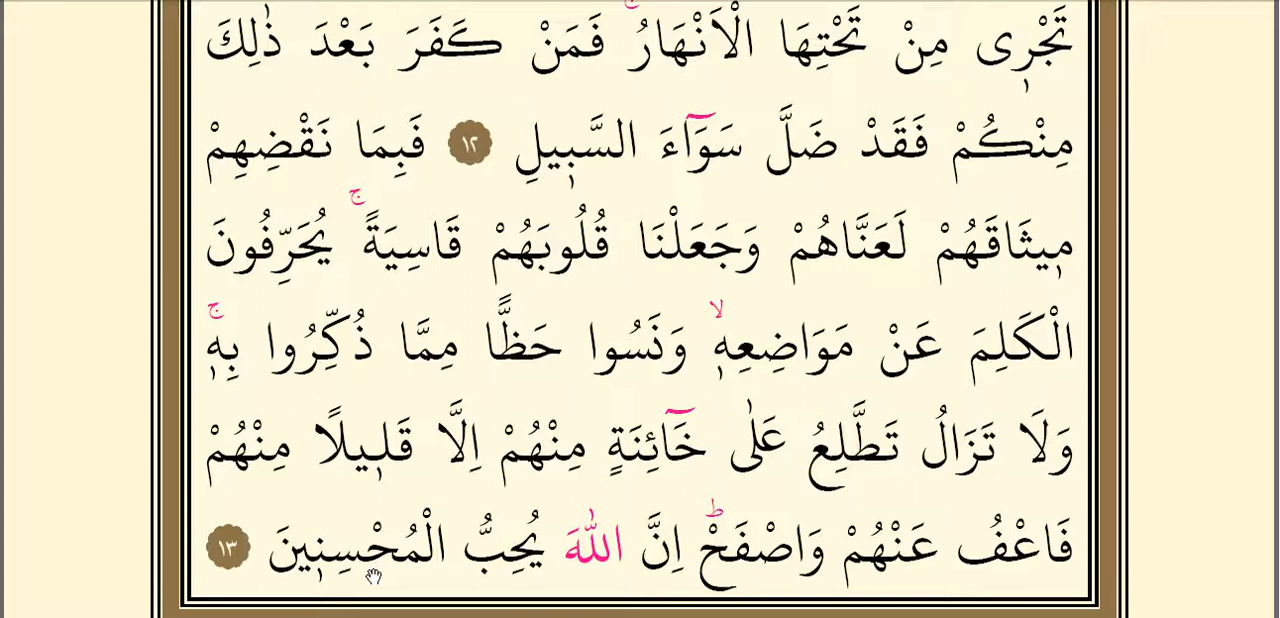 تَجْرٖى مِنْ تَحْتِهَا الْاَنْهَارُۚ فَمَنْ كَفَرَ بَعْدَ ذٰلِكَ
مِنْكُمْ فَقَدْ ضَلَّ سَوَٓاءَ السَّبٖيلِ ١٢ فَبِمَا نَقْضِهِمْ
مٖيثَاقَهُمْ لَعَنَّاهُمْ وَجَعَلْنَا قُلُوبَهُمْ قَاسِيَةًۚ يُحَرِّفُونَ
الْكَلِمَ عَنْ مَوَاضِعِهٖۙ وَنَسُوا حَظًّا مِمَّا ذُكِّرُوا بِهٖۚ
وَلَا تَزَالُ تَطَّلِعُ عَلٰى خَٓائِنَةٍ مِنْهُمْ اِلَّا قَلٖيلًا مِنْهُمْ
فَاعْفُ عَنْهُمْ وَاصْفَحْؕ اِنَّ اللّٰهَ يُحِبُّ الْمُحْسِنٖينَ ١٣